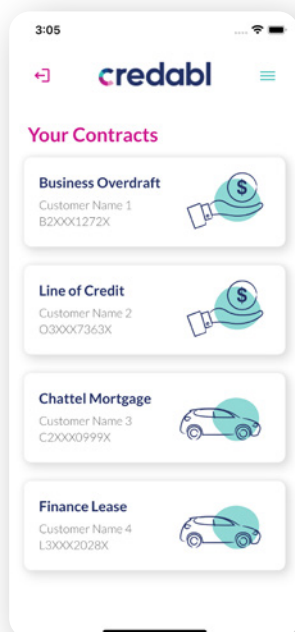 3:05
credabl
Your Contracts
Business Overdraft
Customer Name 1
B2XXX1272X
$
Line of Credit
Customer Name 2
O3XXX7363X
$
Chattel Mortgage
Customer Name 3
C2XXX0999X
Finance Lease
Customer Name 4
L3XXX2028X